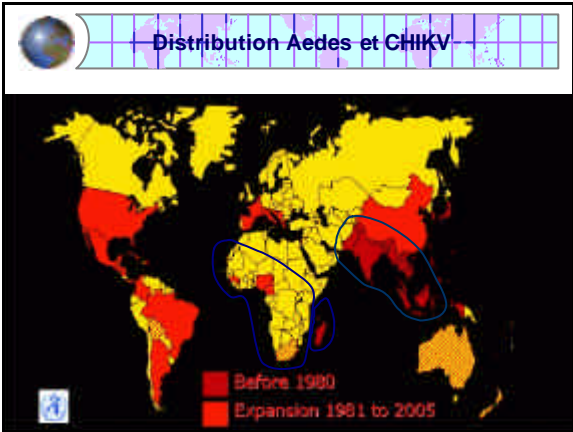 Distribution Aedes et CHIKV
Before 1980
Expansion 1981 to 2005